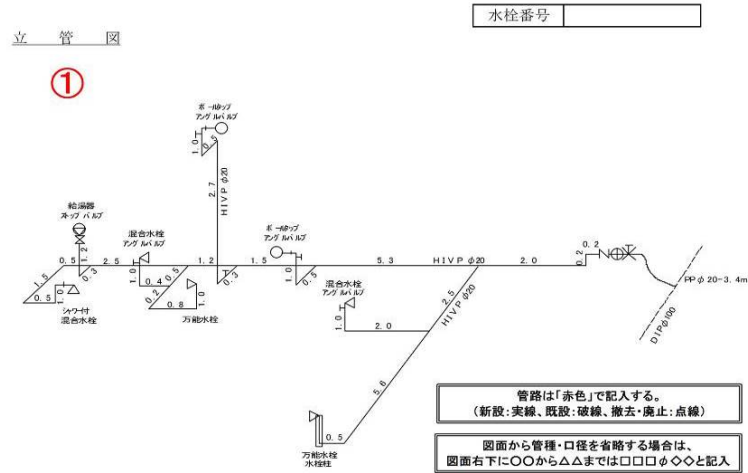 水栓番号
立管図
①
ボールタップ
アングルバルブ
1.0
0.5
2.7
HIVP φ20
給湯器
ストップバルブ
混合水栓
アングルバルブ
ボールタップ
アングルバルブ
0.5
1.2
0.3
2.5
1.0
0.4
0.5
1.2
0.3
1.5
1.0
0.5
5.3
HIVP φ20
2.0
0.2
0.2
1.5
0.5
1.0
シャワー付
混合水栓
0.2
0.8
1.0
万能水栓
混合水栓
アングルバルブ
1.0
2.0
2.5
HIVP φ20
PPφ20-3.4m
DIPφ100
5.6
0.5
万能水栓
水栓柱
管路は「赤色」で記入する。
(新設:実線、既設:破線、撤去・廃止:点線)
図面から管種・口径を省略する場合は、
図面右下に○○から△△までは□□□φ◇◇と記入